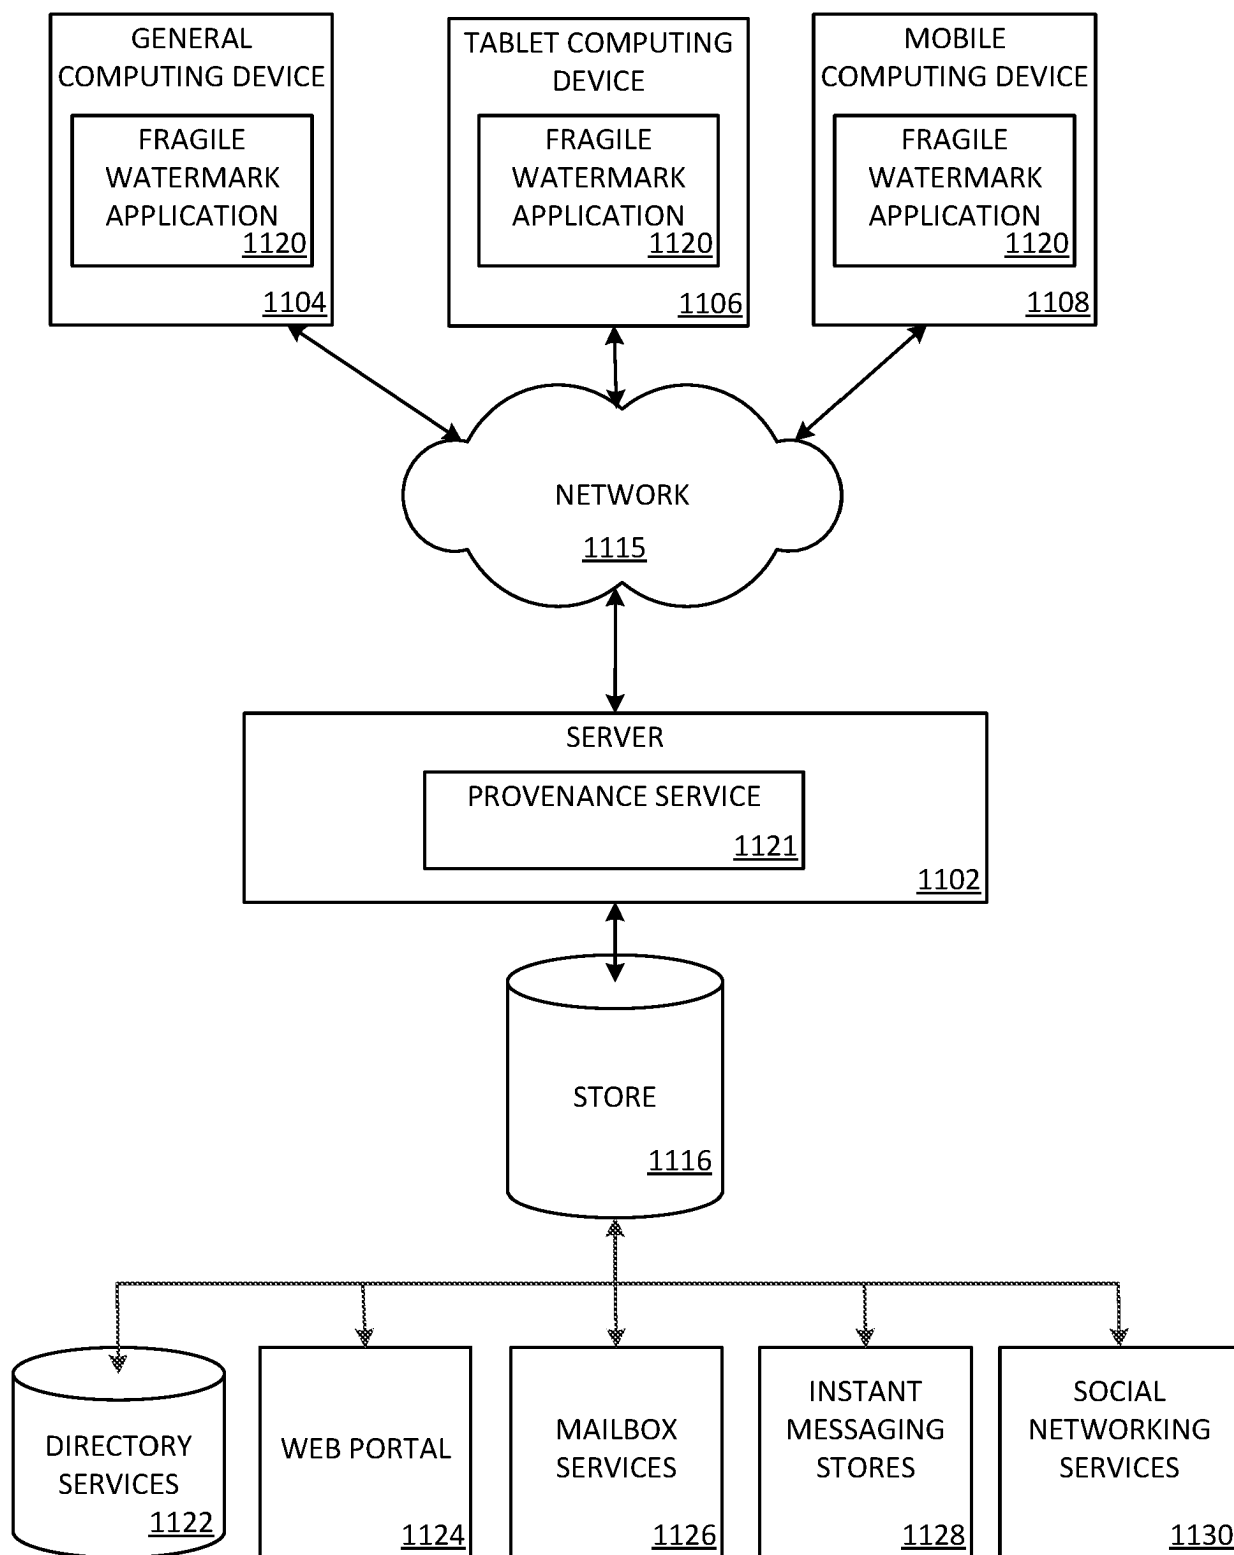 GENERAL
COMPUTING DEVICE
FRAGILE
WATERMARK
APPLICATION
1120
1104
TABLET COMPUTING
DEVICE
FRAGILE
WATERMARK
APPLICATION
1120
1106
MOBILE
COMPUTING DEVICE
FRAGILE
WATERMARK
APPLICATION
1120
1108
NETWORK
1115
SERVER
PROVENANCE SERVICE
1121
1102
STORE
1116
DIRECTORY
SERVICES
1122
WEB PORTAL
1124
MAILBOX
SERVICES
1126
INSTANT
MESSAGING
STORES
1128
SOCIAL
NETWORKING
SERVICES
1130